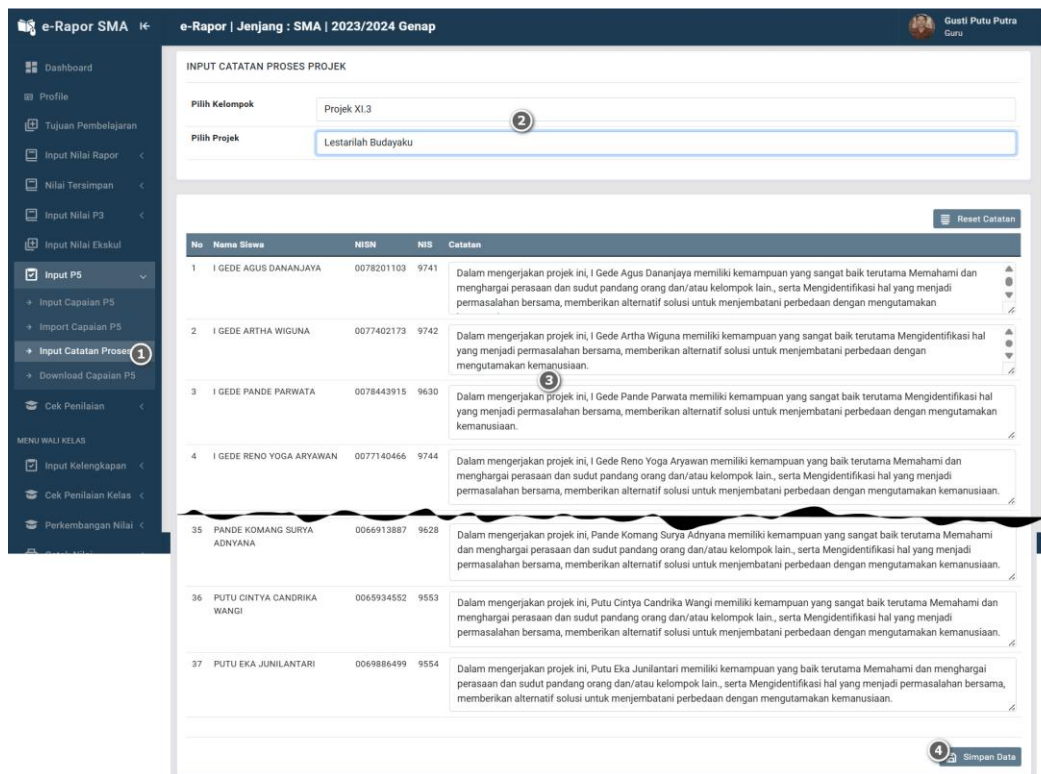 e-Rapor SMA
e-Rapor | Jenjang : SMA | 2023/2024 Genap
Gusti Putu Putra
Guru
Dashboard
Profile
Tujuan Pembelajaran
Input Nilai Rapor
Nilai Tersimpan
Input Nilai P3
Input Nilai Ekskul
Input P5
Input Capaian P5
Import Capaian P5
Input Catatan Proses
1
Download Capaian P5
Cek Penilaian
MENU WALI KELAS
Input Kelengkapan
Cek Penilaian Kelas
Perkembangan Nilai
INPUT CATATAN PROSES PROJEK
Pilih Kelompok
Projek XI.3
2
Pilih Projek
Lestarilah Budayaku
Reset Catatan
No Nama Siswa NISN NIS Catatan
1 I GEDE AGUS DANANJAYA 0078201103 9741
Dalam mengerjakan projek ini, I Gede Agus Dananjaya memiliki kemampuan yang sangat baik terutama Memahami dan
menghargai perasaan dan sudut pandang orang dan/atau kelompok lain., serta Mengidentifikasi hal yang menjadi
permasalahan bersama, memberikan alternatif solusi untuk menjembatani perbedaan dengan mengutamakan
2 I GEDE ARTHA WIGUNA 0077402173 9742
Dalam mengerjakan projek ini, I Gede Artha Wiguna memiliki kemampuan yang sangat baik terutama Mengidentifikasi hal
yang menjadi permasalahan bersama, memberikan alternatif solusi untuk menjembatani perbedaan dengan
mengutamakan kemanusiaan.
3
3 I GEDE PANDE PARWATA 0078443915 9630
Dalam mengerjakan projek ini, I Gede Pande Parwata memiliki kemampuan yang sangat baik terutama Mengidentifikasi hal
yang menjadi permasalahan bersama, memberikan alternatif solusi untuk menjembatani perbedaan dengan mengutamakan
kemanusiaan.
4 I GEDE RENO YOGA ARYAWAN 0077140466 9744
Dalam mengerjakan projek ini, I Gede Reno Yoga Aryawan memiliki kemampuan yang baik terutama Memahami dan
menghargai perasaan dan sudut pandang orang dan/atau kelompok lain., serta Mengidentifikasi hal yang menjadi
permasalahan bersama, memberikan alternatif solusi untuk menjembatani perbedaan dengan mengutamakan kemanusiaan.
35 PANDE KOMANG SURYA 0066913887 9628
ADNYANA
Dalam mengerjakan projek ini, Pande Komang Surya Adnyana memiliki kemampuan yang sangat baik terutama Memahami
dan menghargai perasaan dan sudut pandang orang dan/atau kelompok lain., serta Mengidentifikasi hal yang menjadi
permasalahan bersama, memberikan alternatif solusi untuk menjembatani perbedaan dengan mengutamakan kemanusiaan.
36 PUTU CINTYA CANDRIKA 0065934552 9553
WANGI
Dalam mengerjakan projek ini, Putu Cintya Candrika Wangi memiliki kemampuan yang sangat baik terutama Memahami dan
menghargai perasaan dan sudut pandang orang dan/atau kelompok lain., serta Mengidentifikasi hal yang menjadi
permasalahan bersama, memberikan alternatif solusi untuk menjembatani perbedaan dengan mengutamakan kemanusiaan.
37 PUTU EKA JUNILANTARI 0069886499 9554
Dalam mengerjakan projek ini, Putu Eka Junilantari memiliki kemampuan yang baik terutama Memahami dan menghargai
perasaan dan sudut pandang orang dan/atau kelompok lain., serta Mengidentifikasi hal yang menjadi permasalahan bersama,
memberikan alternatif solusi untuk menjembatani perbedaan dengan mengutamakan kemanusiaan.
4
Simpan Data